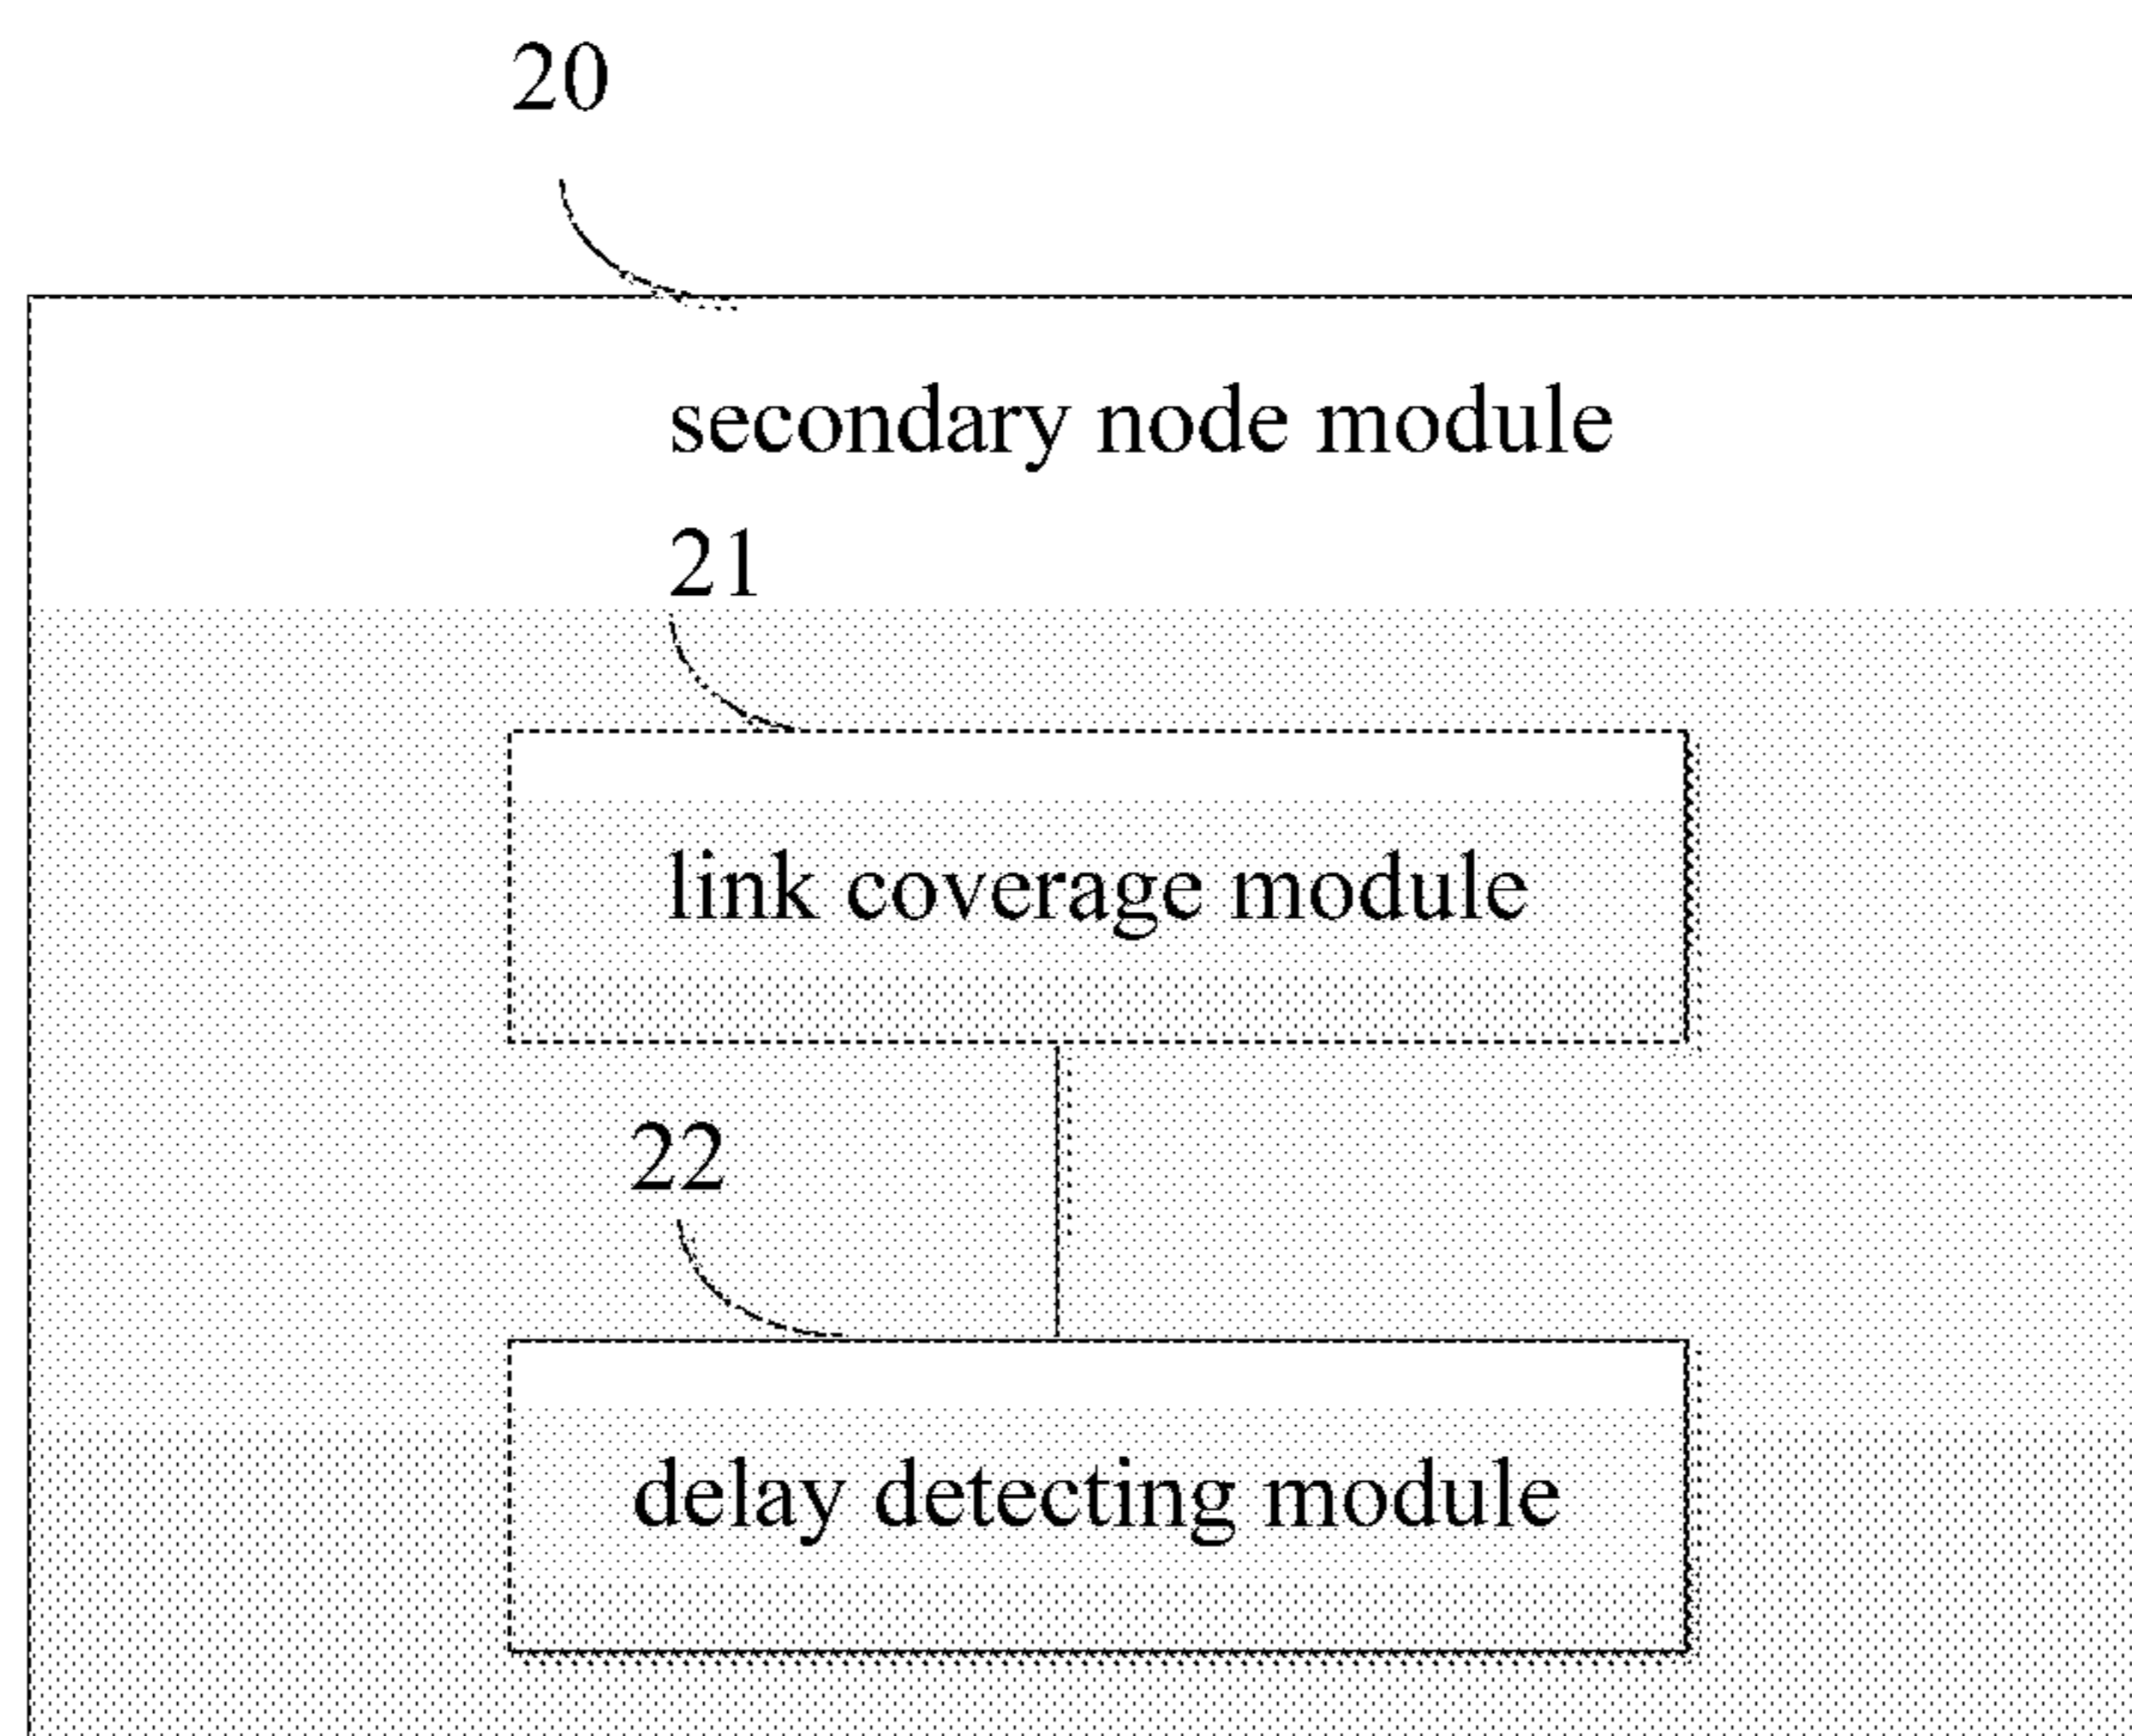 20
secondary node module
21
link coverage module
22
delay detecting module